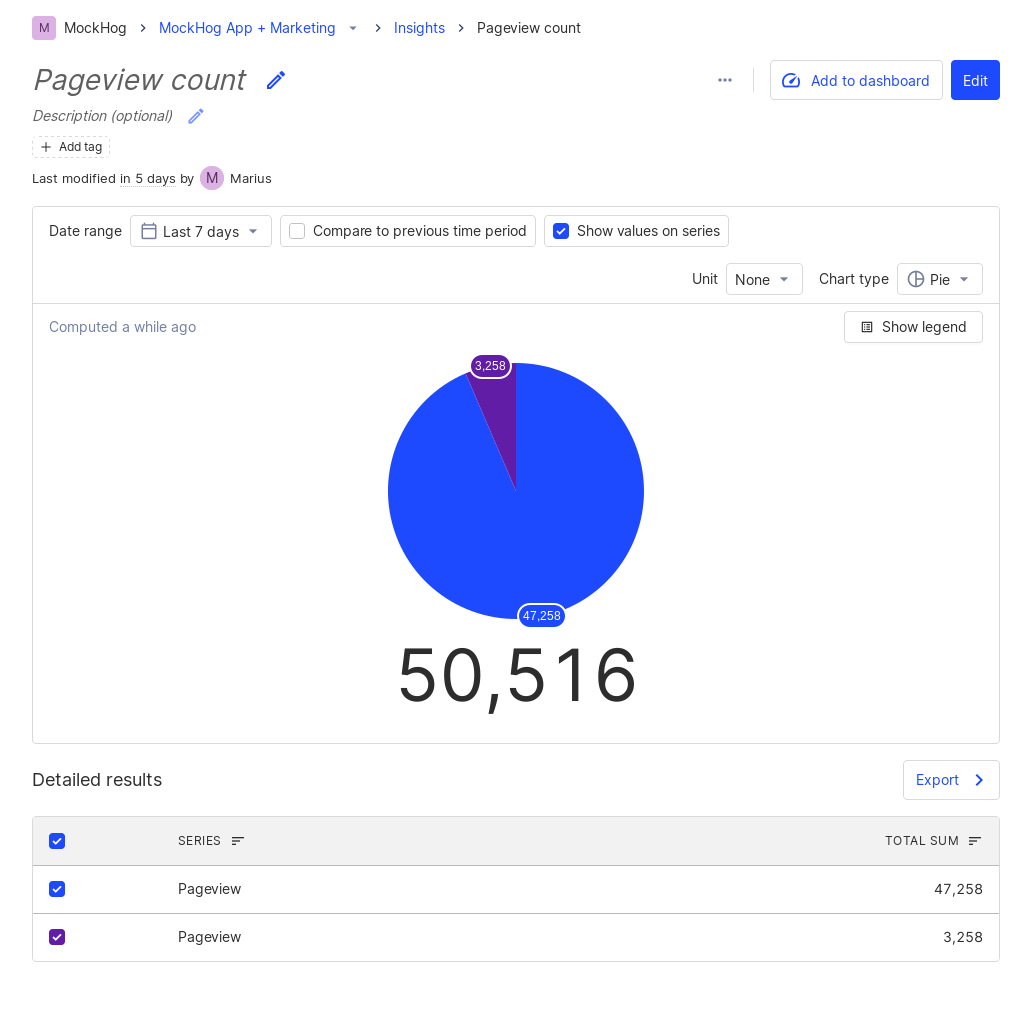 M MockHog > MockHog App + Marketing > Insights > Pageview count
Pageview count
Add to dashboard
Edit
Description (optional)
+ Add tag
Last modified in 5 days by M Marius
Date range Last 7 days Compare to previous time period Show values on series
Unit None Chart type Pie
Computed a while ago
Show legend
3,258
47,258
50,516
Detailed results
Export
SERIES TOTAL SUM
Pageview 47,258
Pageview 3,258